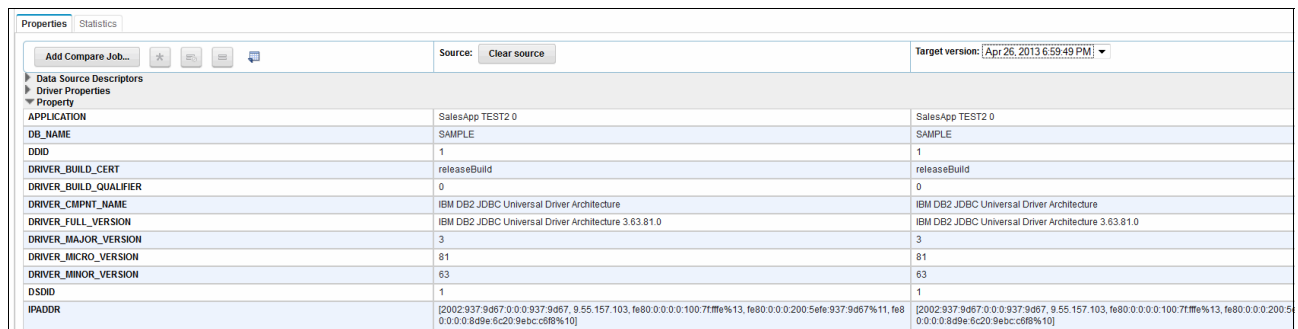 Properties Statistics
Add Compare Job... Source: Clear source Target version: Apr 26, 2013 6:59:49 PM
Data Source Descriptors
Driver Properties
Property
APPLICATION SalesApp TEST2 0 SalesApp TEST2 0
DB_NAME SAMPLE SAMPLE
DDID 1 1
DRIVER_BUILD_CERT releaseBuild releaseBuild
DRIVER_BUILD_QUALIFIER 0 0
DRIVER_CMPNT_NAME IBM DB2 JDBC Universal Driver Architecture IBM DB2 JDBC Universal Driver Architecture
DRIVER_FULL_VERSION IBM DB2 JDBC Universal Driver Architecture 3.63.81.0 IBM DB2 JDBC Universal Driver Architecture 3.63.81.0
DRIVER_MAJOR_VERSION 3 3
DRIVER_MICRO_VERSION 81 81
DRIVER_MINOR_VERSION 63 63
DSDID 1 1
IPADDR [2002:937:9d67:0:0:0:937:9d67, 9.55.157.103, fe80:0:0:0:0:100:7f:fffe%13, fe80:0:0:0:200:5efe:937:9d67%11, fe8 [2002:937:9d67:0:0:0:937:9d67, 9.55.157.103, fe80:0:0:0:0:100:7f:fffe%13, fe80:0:0:0:200:5e
0:0:0:0:8d9e:6c20:9ebc:c6f8%10] 0:0:0:0:8d9e:6c20:9ebc:c6f8%10]